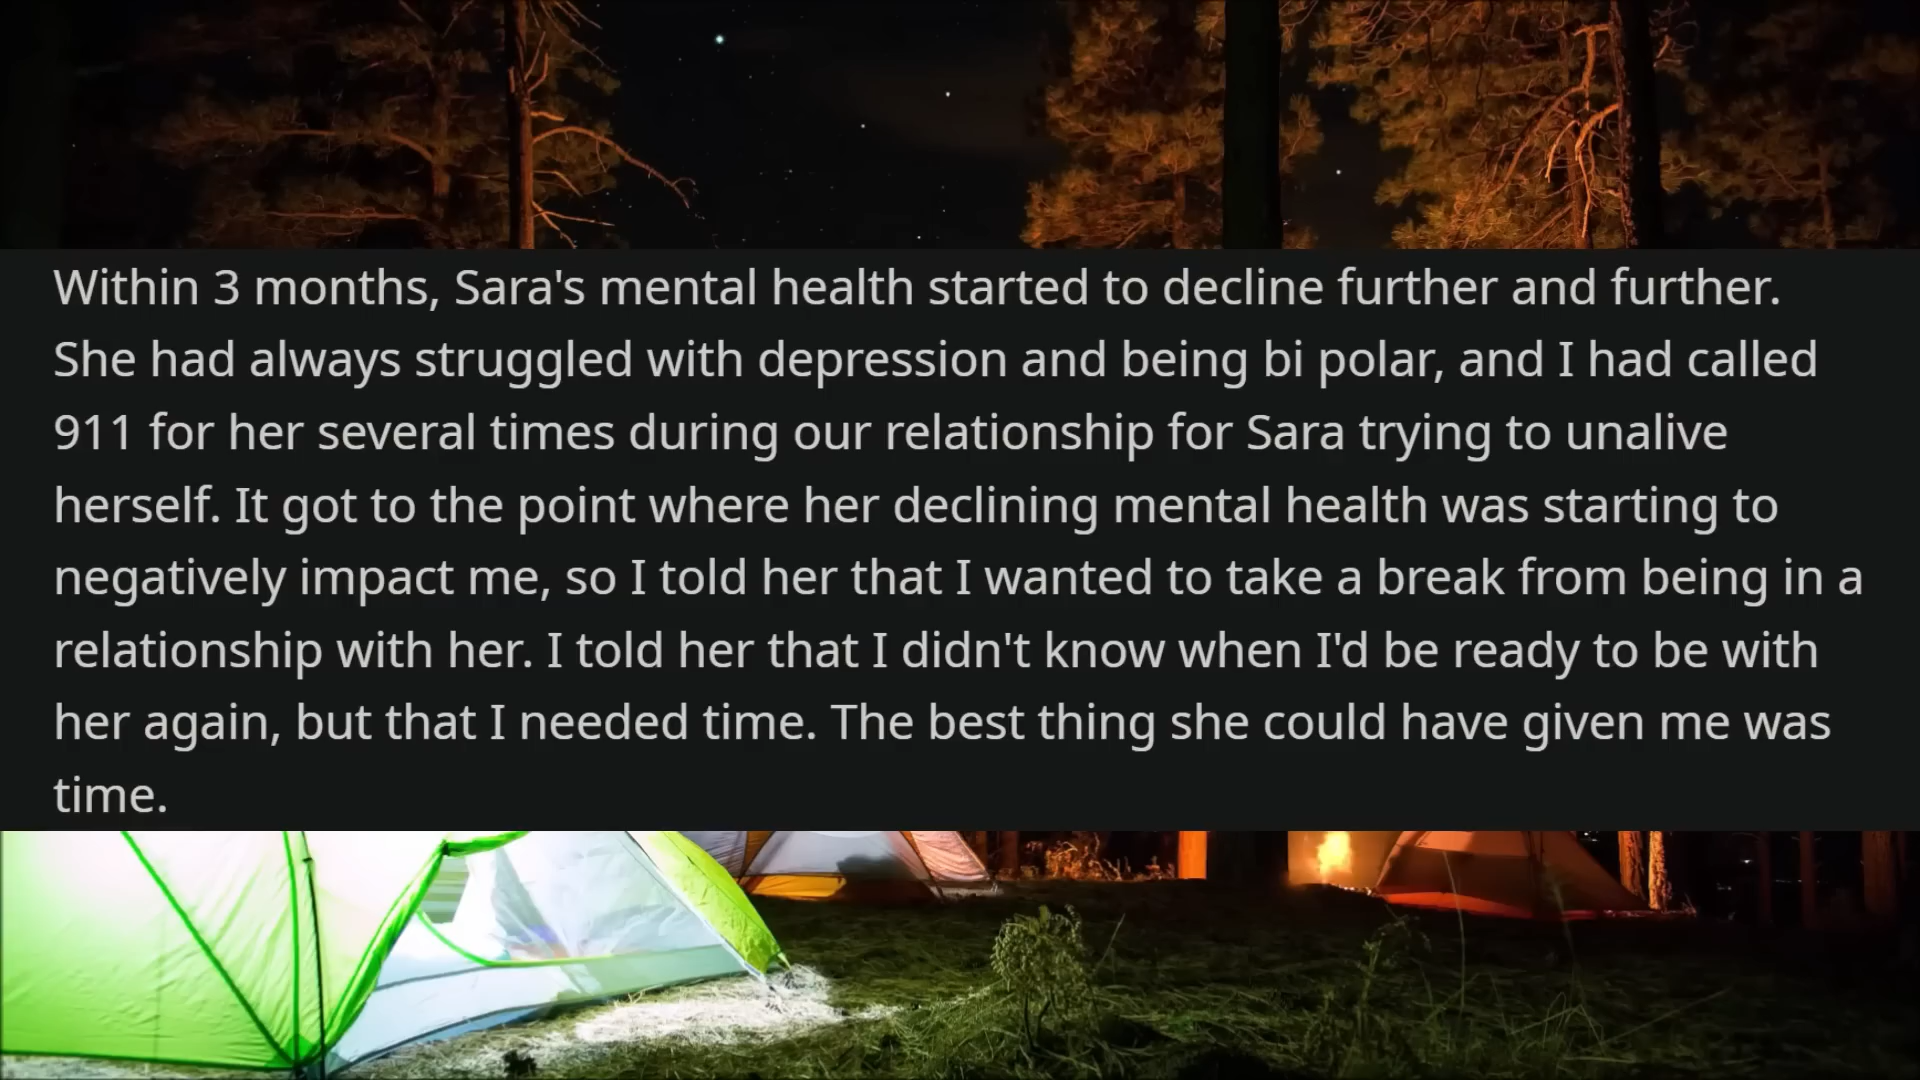 Within 3 months, Sara's mental health started to decline further and further.
She had always struggled with depression and being bi polar, and I had called
911 for her several times during our relationship for Sara trying to unalive
herself. It got to the point where her declining mental health was starting to
negatively impact me, so I told her that I wanted to take a break from being in a
relationship with her. I told her that I didn't know when I'd be ready to be with
her again, but that I needed time. The best thing she could have given me was
time.